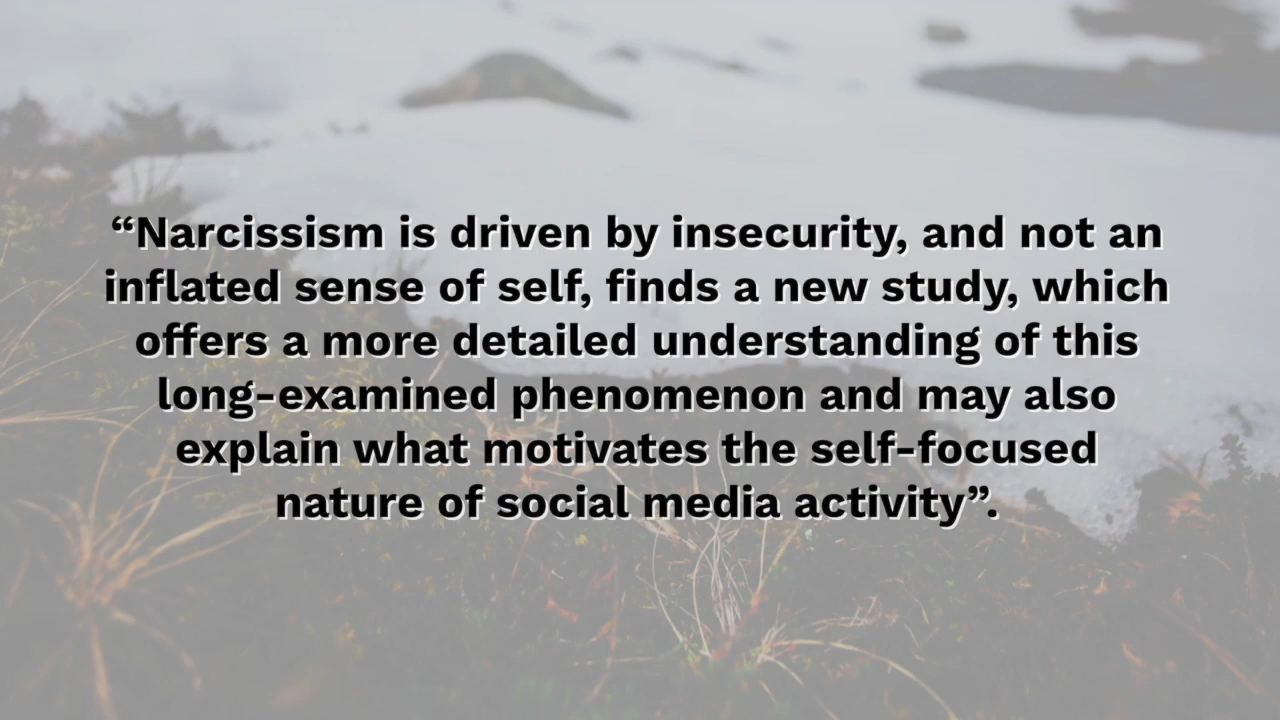 “Narcissism is driven by insecurity, and not an
inflated sense of self, finds a new study, which
offers a more detailed understanding of this
long-examined phenomenon and may also
explain what motivates the self-focused
nature of social media activity”.